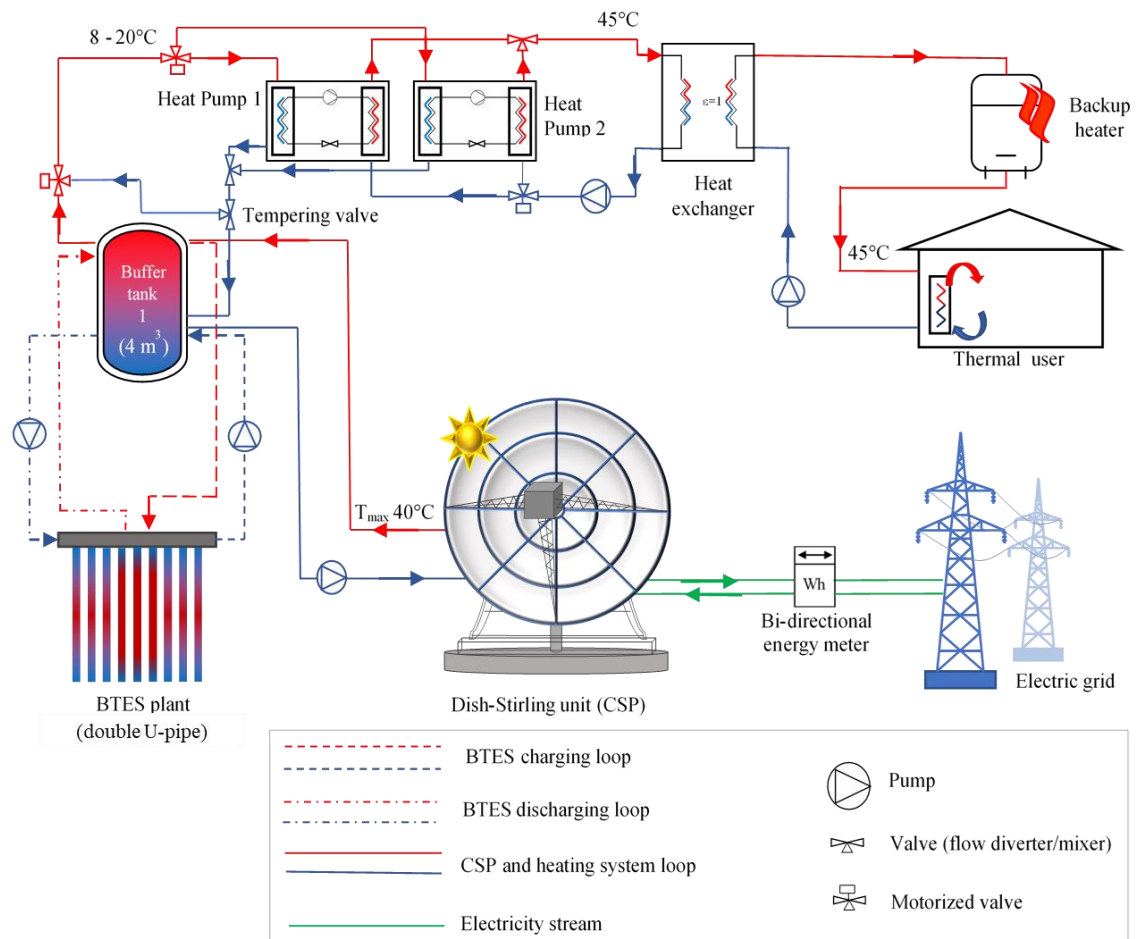 8 - 20°C
45°C
Heat Pump 1
Heat
Pump 2
ε=1
Backup
heater
Heat
exchanger
Tempering valve
45°C
Buffer
tank
1
(4 m³)
Thermal user
Tmax 40°C
Wh
Bi-directional
energy meter
Electric grid
BTES plant
(double U-pipe)
Dish-Stirling unit (CSP)
BTES charging loop
BTES discharging loop
CSP and heating system loop
Electricity stream
Pump
Valve (flow diverter/mixer)
Motorized valve